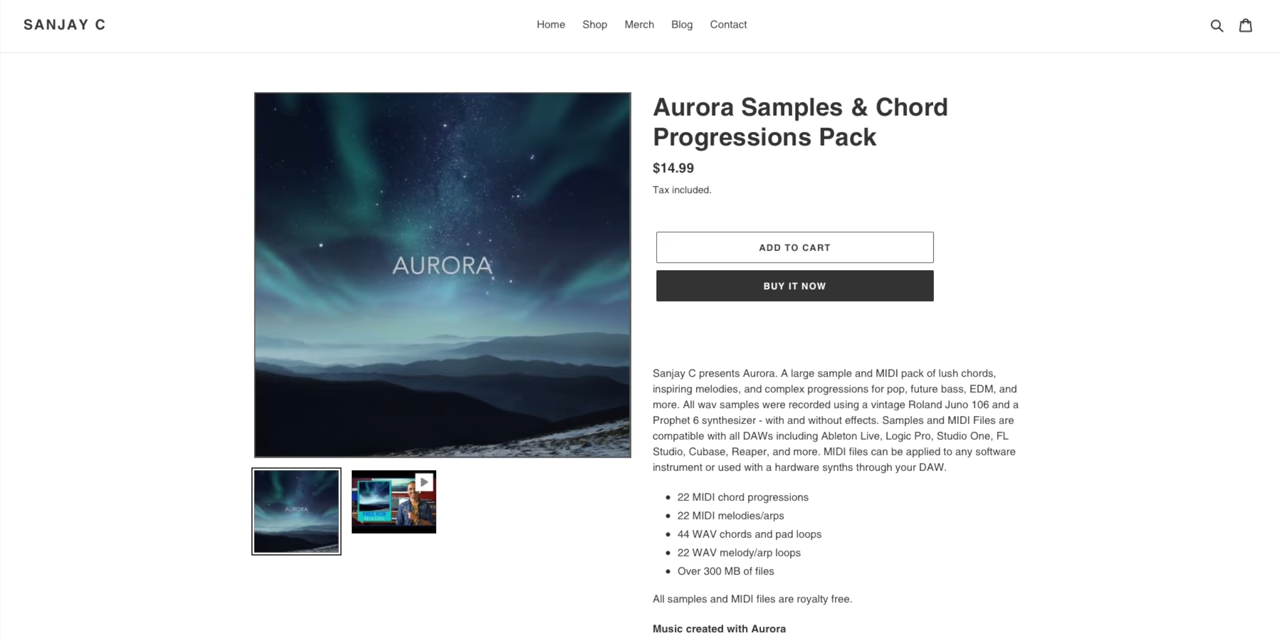 SANJAY C
Home Shop Merch Blog Contact
AURORA
AURORA
Aurora Samples & Chord
Progressions Pack
$14.99
Tax included.
ADD TO CART
BUY IT NOW
Sanjay C presents Aurora. A large sample and MIDI pack of lush chords,
inspiring melodies, and complex progressions for pop, future bass, EDM, and
more. All wav samples were recorded using a vintage Roland Juno 106 and a
Prophet 6 synthesizer - with and without effects. Samples and MIDI Files are
compatible with all DAWs including Ableton Live, Logic Pro, Studio One, FL
Studio, Cubase, Reaper, and more. MIDI files can be applied to any software
instrument or used with a hardware synths through your DAW.
22 MIDI chord progressions
22 MIDI melodies/arps
44 WAV chords and pad loops
22 WAV melody/arp loops
Over 300 MB of files
All samples and MIDI files are royalty free.
Music created with Aurora